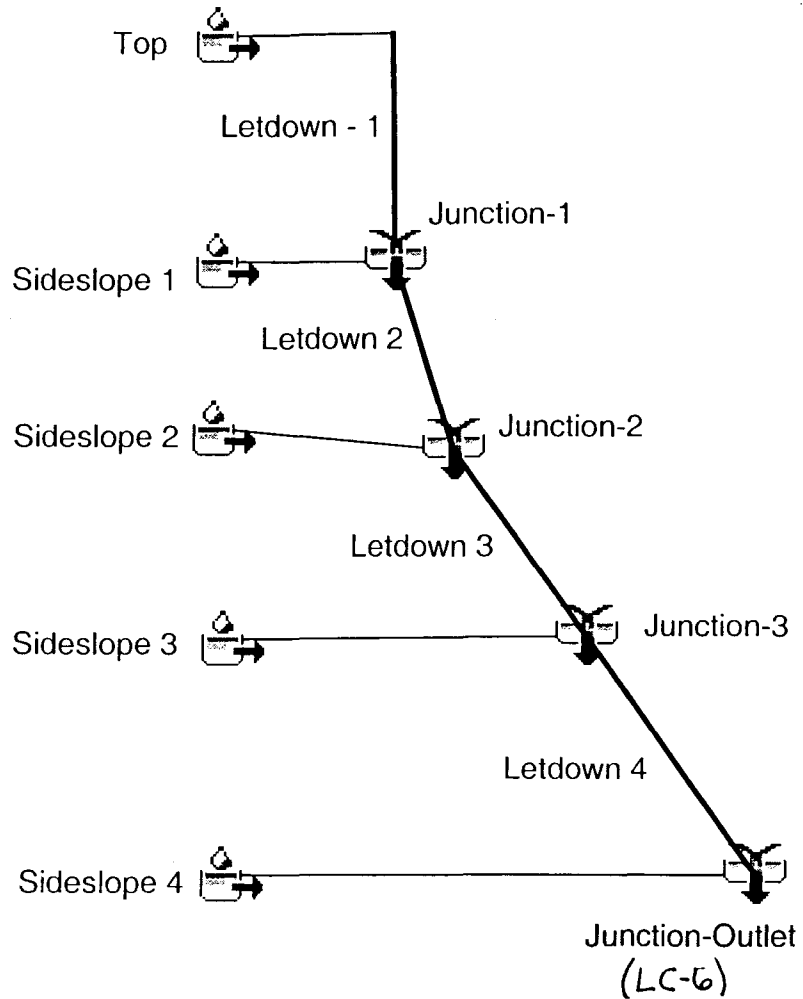 Top
Letdown - 1
Junction-1
Sideslope 1
Letdown 2
Sideslope 2
Junction-2
Letdown 3
Sideslope 3
Junction-3
Letdown 4
Sideslope 4
Junction-Outlet
(LC-6)